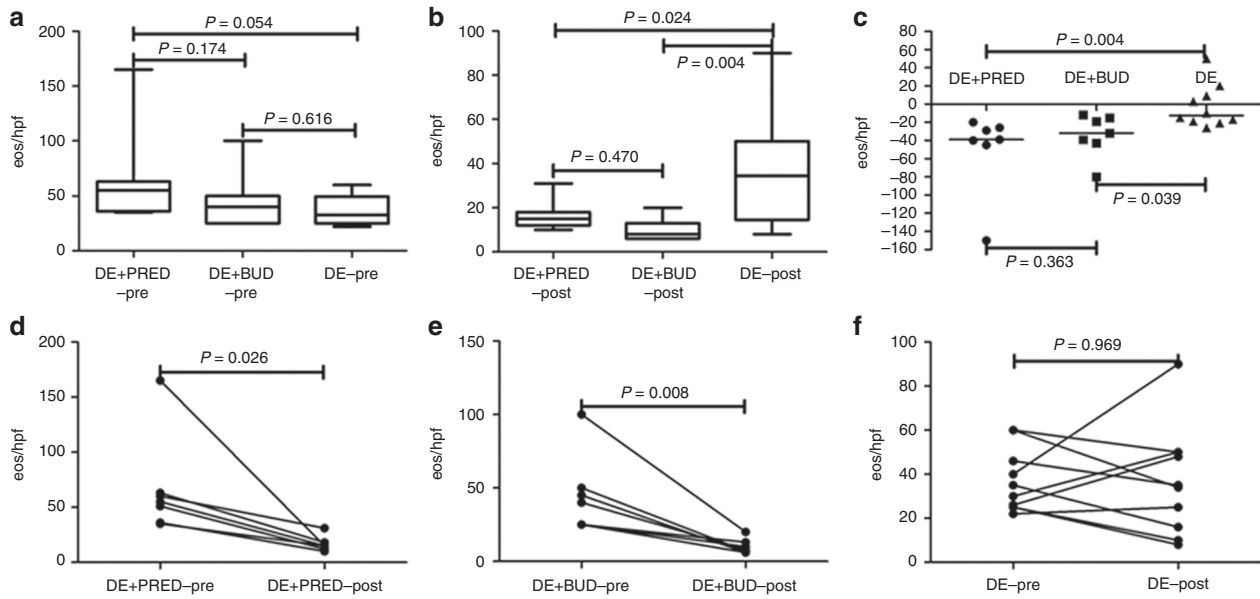 a
200
150
100
50
0
eos/hpf
P = 0.054
P = 0.174
P = 0.616
DE+PRED
–pre
DE+BUD
–pre
DE–pre
b
100
80
60
40
20
0
eos/hpf
P = 0.024
P = 0.004
P = 0.470
DE+PRED
–post
DE+BUD
–post
DE–post
c
80
60
40
20
0
–20
–40
–60
–80
–100
–120
–140
–160
eos/hpf
P = 0.004
DE+PRED
DE+BUD
DE
P = 0.039
P = 0.363
d
200
150
100
50
0
eos/hpf
P = 0.026
DE+PRED–pre
DE+PRED–post
e
150
100
50
0
eos/hpf
P = 0.008
DE+BUD–pre
DE+BUD–post
f
100
80
60
40
20
0
eos/hpf
P = 0.969
DE–pre
DE–post